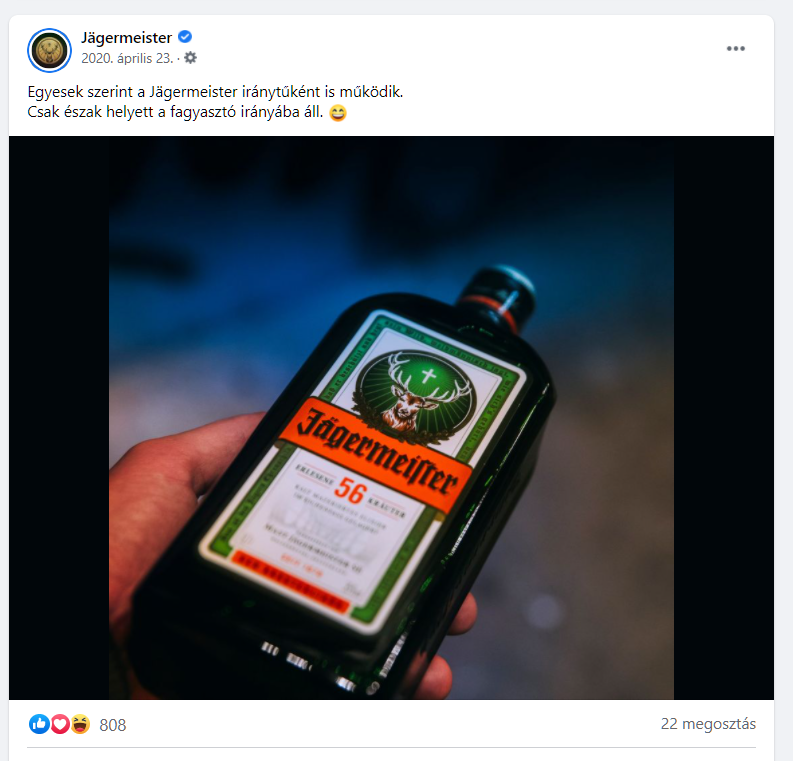 Jägermeister
2020. április 23. ·
Egyesek szerint a Jägermeister iránytűként is működik.
Csak észak helyett a fagyasztó irányába áll. 😄
Jägermeister
ERLESENE 56 KRÄUTER
808
22 megosztás